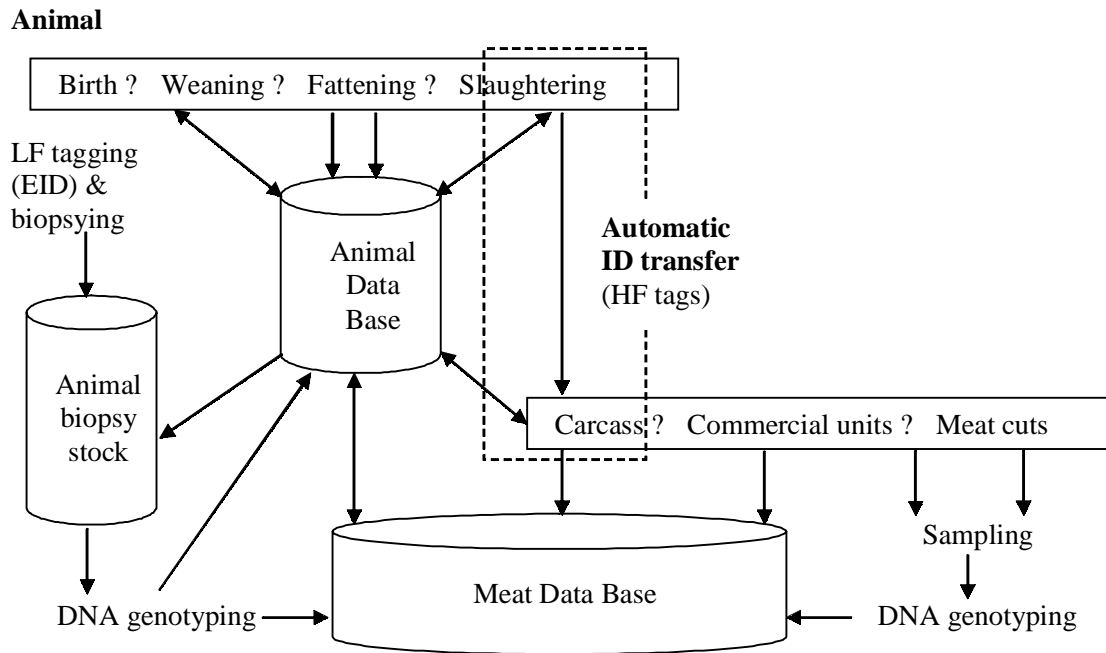 Animal
Birth ? Weaning ? Fattening ? Slaughtering
LF tagging
(EID) &
biopsying
Animal
Data
Base
Automatic
ID transfer
(HF tags)
Animal
biopsy
stock
Carcass ? Commercial units ? Meat cuts
Sampling
DNA genotyping
Meat Data Base
DNA genotyping